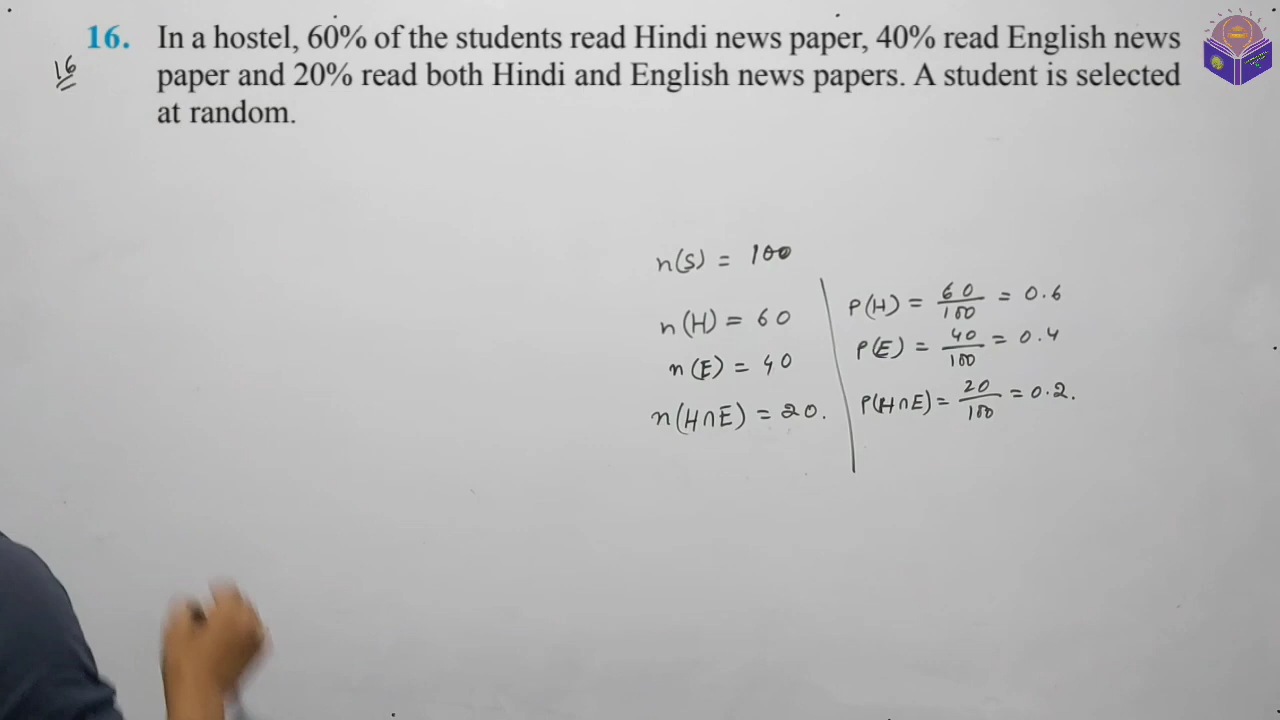 16. In a hostel, 60% of the students read Hindi news paper, 40% read English news
paper and 20% read both Hindi and English news papers. A student is selected
at random.
16
n(S) = 100
n(H) = 60
n(E) = 40
n(H∩E) = 20.
P(H) = 60/100 = 0.6
P(E) = 40/100 = 0.4
P(H∩E) = 20/100 = 0.2.